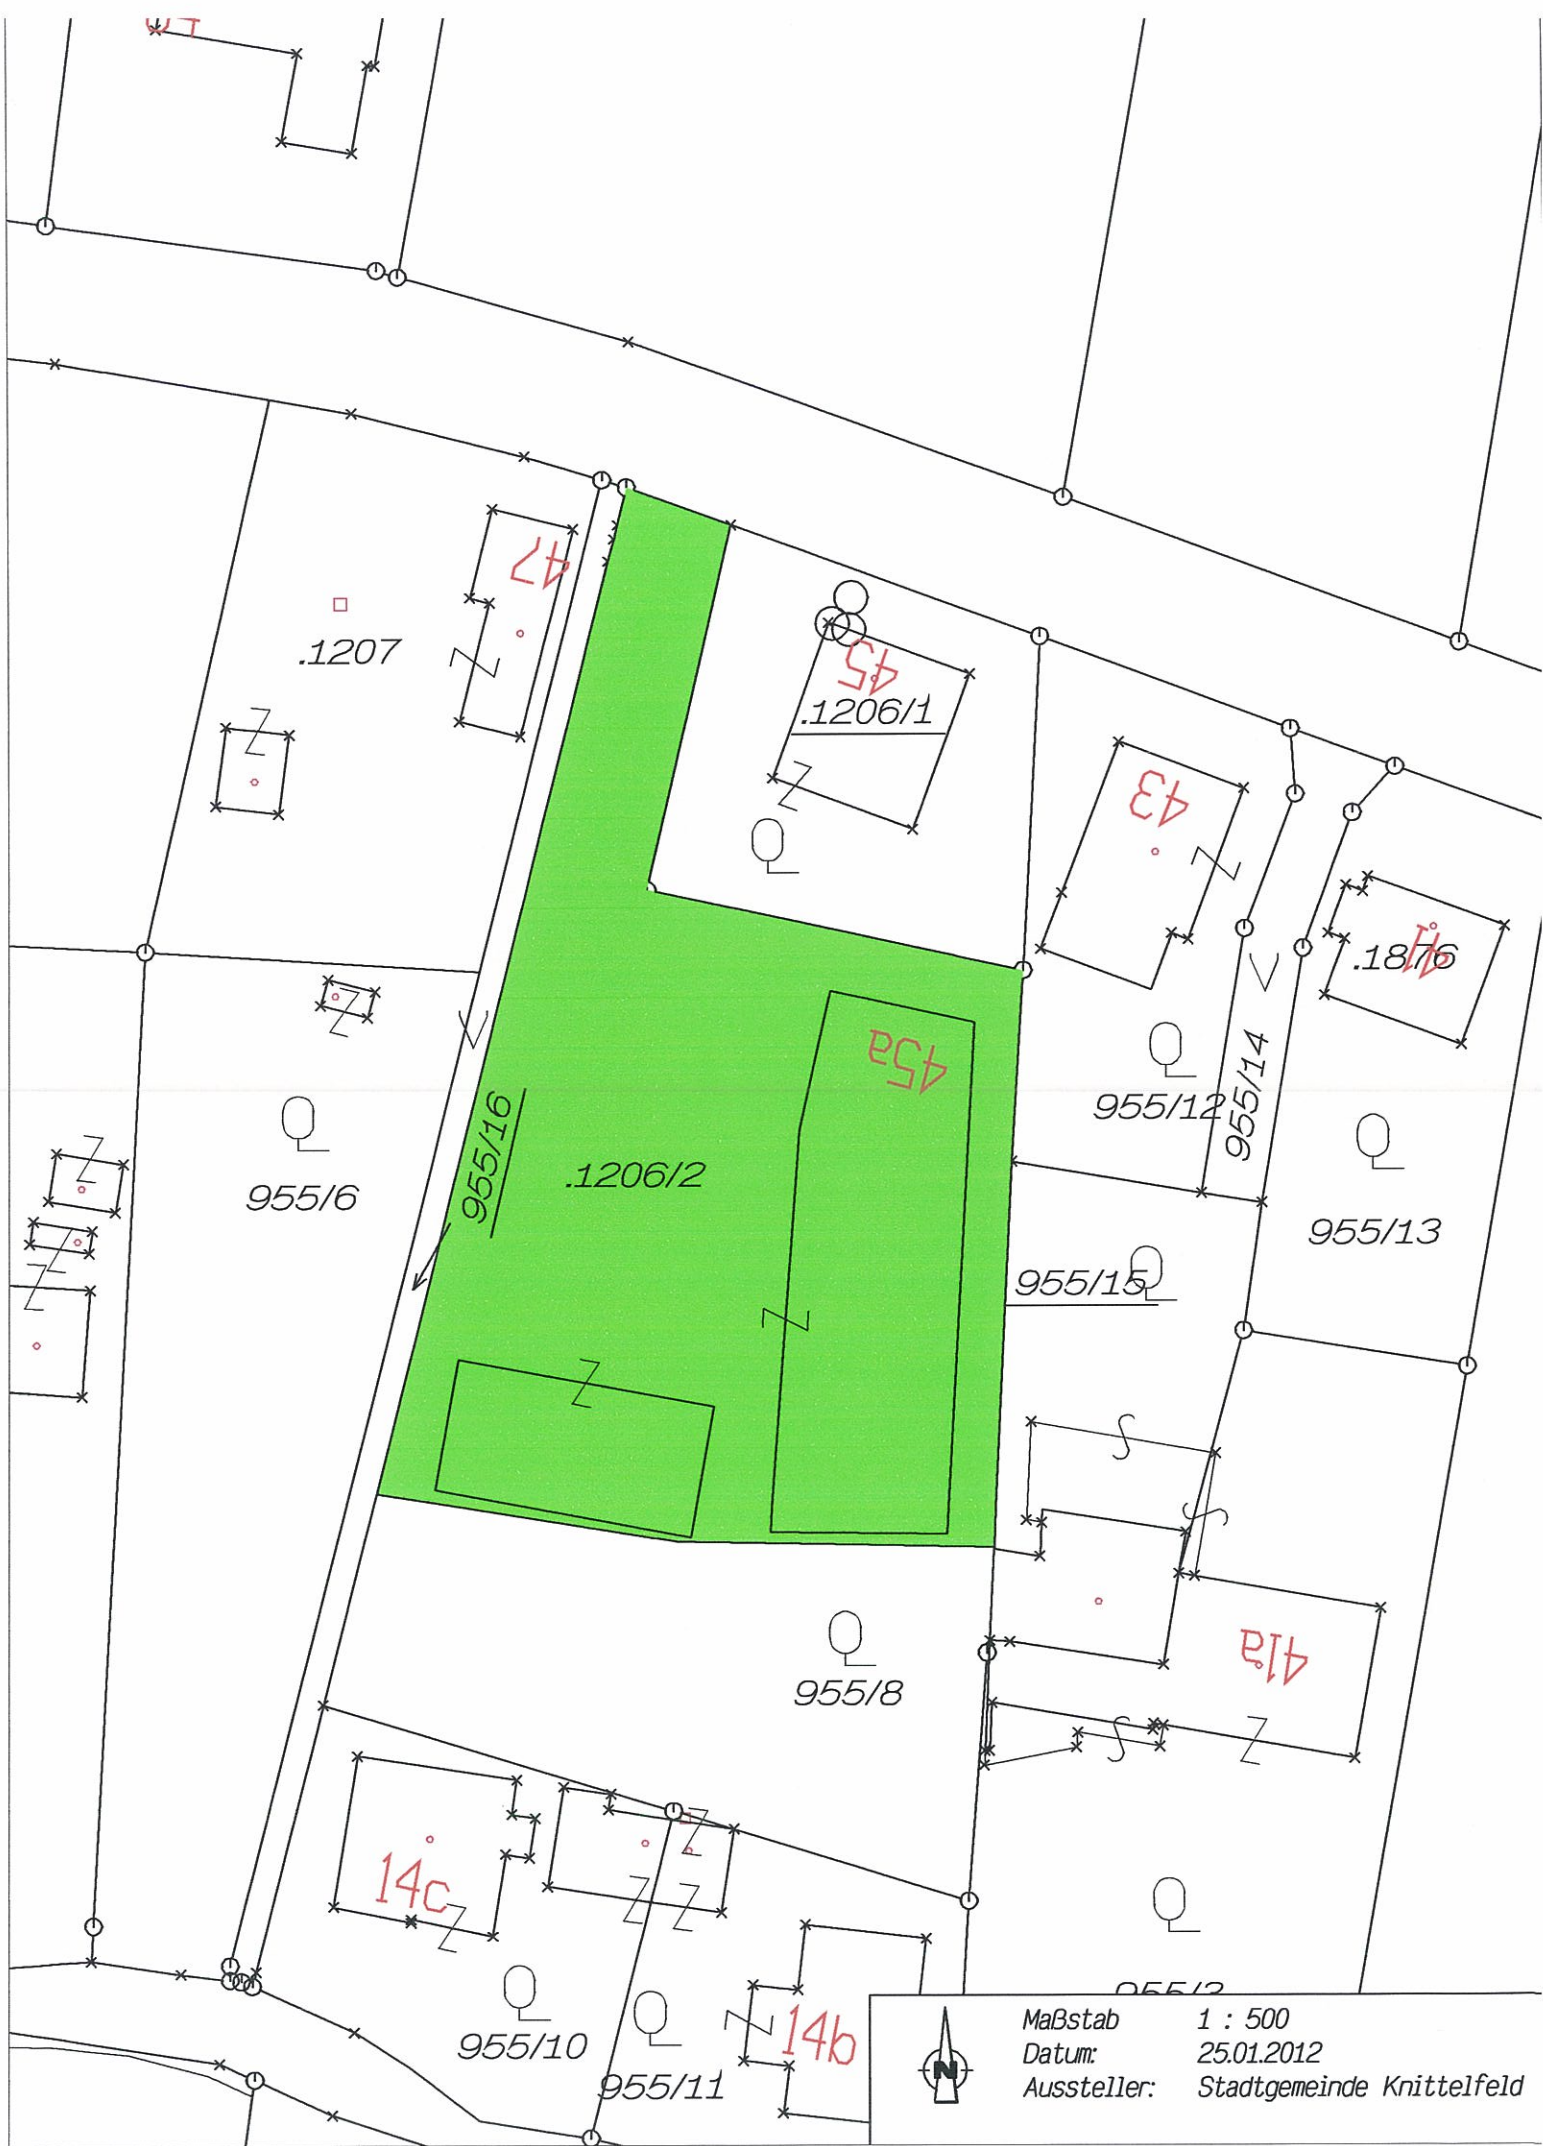 47
.1207
45
.1206/1
43
41
.1876
45a
955/12
955/14
955/16
.1206/2
955/6
955/13
955/15
41a
955/8
14c
955/10
955/11
14b
Maßstab 1 : 500
Datum: 25.01.2012
Aussteller: Stadtgemeinde Knittelfeld
N